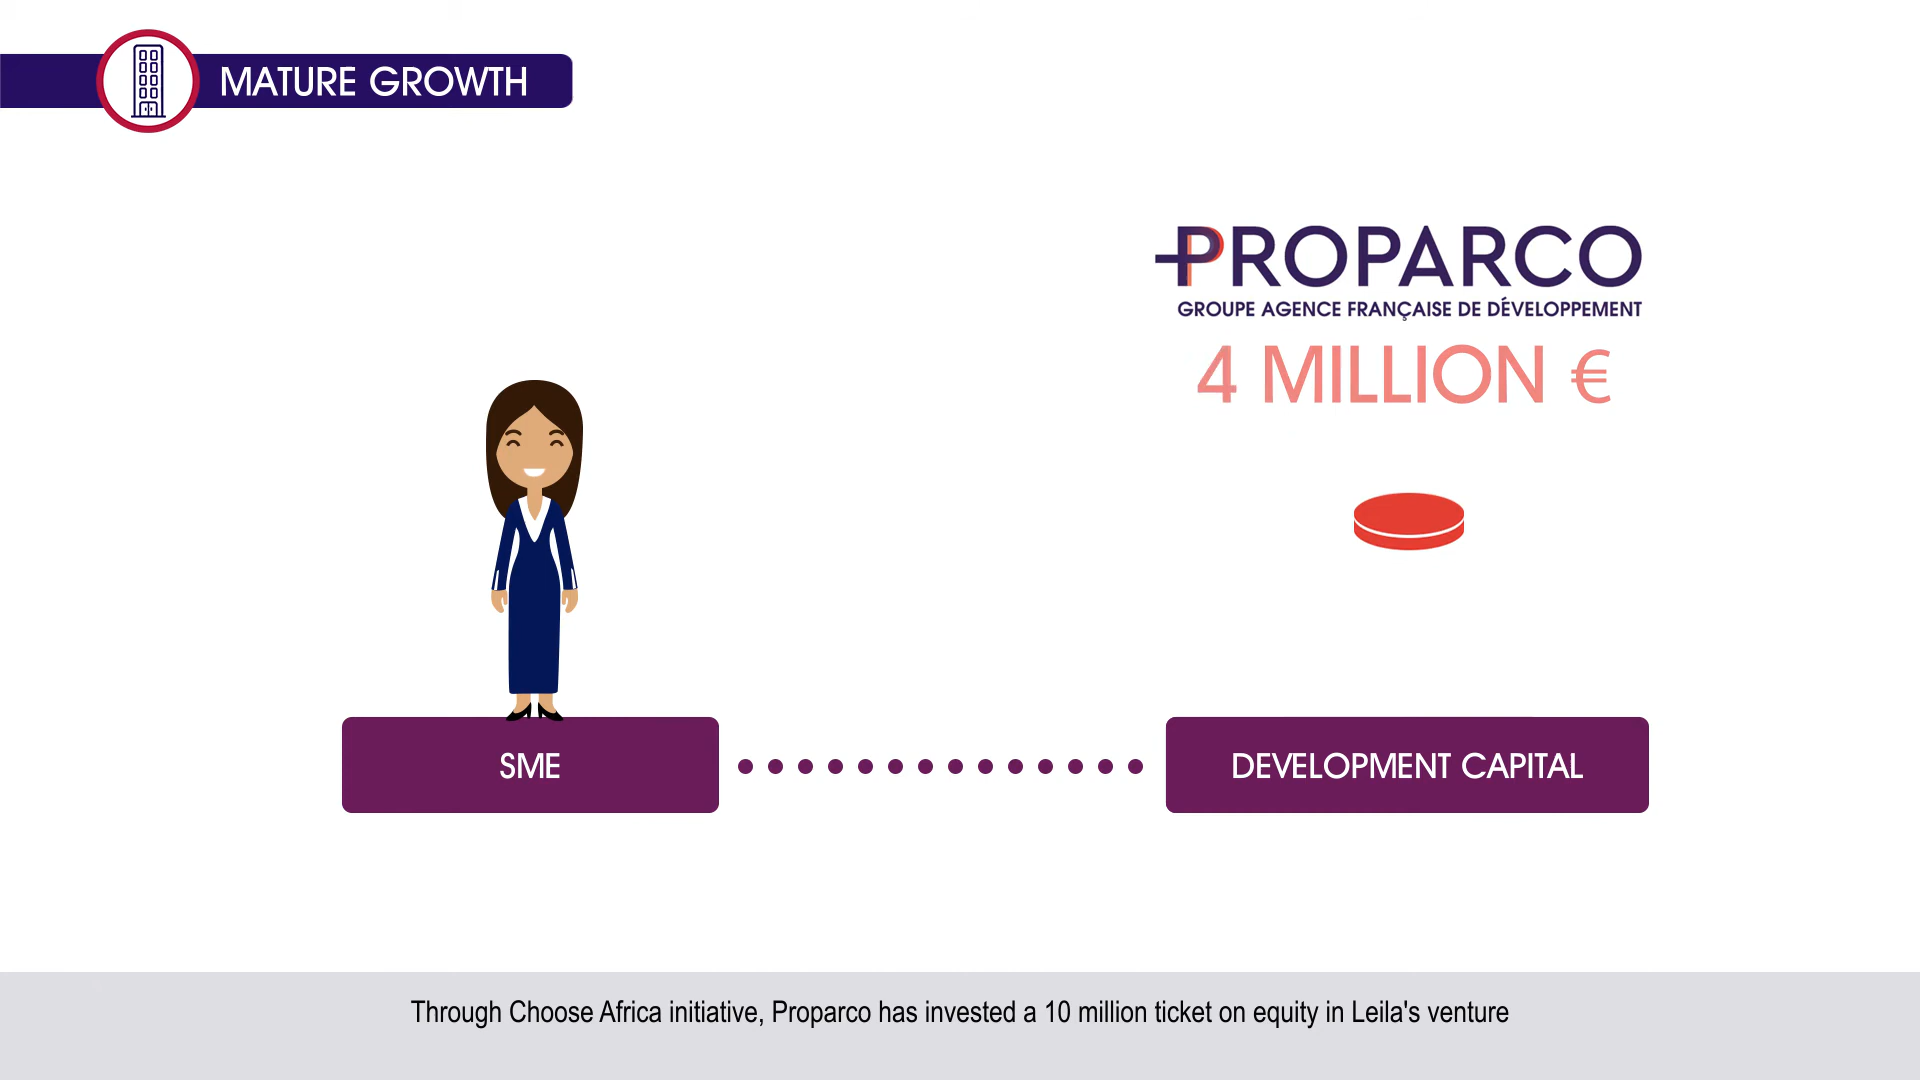 MATURE GROWTH
PROPARCO
GROUPE AGENCE FRANÇAISE DE DÉVELOPPEMENT
4 MILLION €
SME
DEVELOPMENT CAPITAL
Through Choose Africa initiative, Proparco has invested a 10 million ticket on equity in Leila's venture